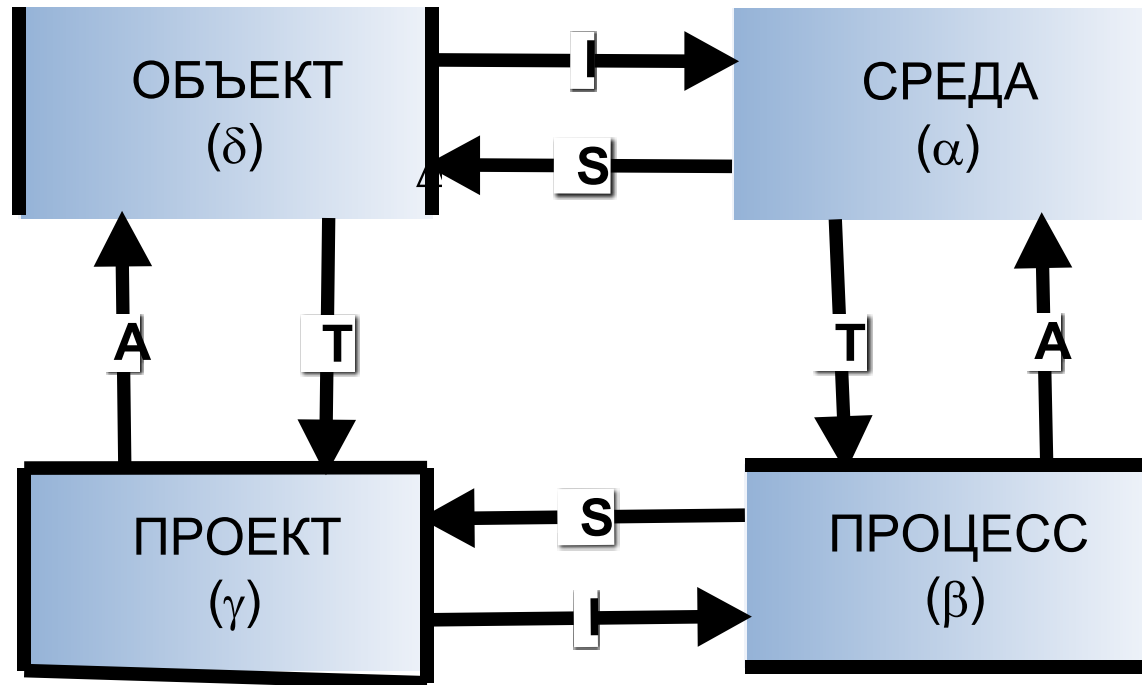 ОБЪЕКТ
(δ)
I
СРЕДА
(α)
S
A
T
T
A
ПРОЕКТ
(γ)
S
ПРОЦЕСС
(β)
I